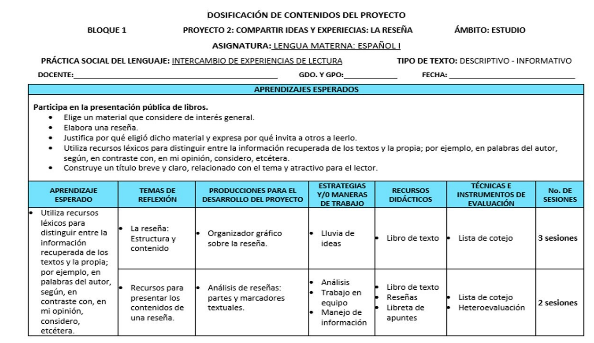 DOSIFICACIÓN DE CONTENIDOS DEL PROYECTO
BLOQUE 1 PROYECTO 2: COMPARTIR IDEAS Y EXPERIECIAS: LA RESEÑA ÁMBITO: ESTUDIO
ASIGNATURA: LENGUA MATERNA: ESPAÑOL I
PRÁCTICA SOCIAL DEL LENGUAJE: INTERCAMBIO DE EXPERIENCIAS DE LECTURA TIPO DE TEXTO: DESCRIPTIVO - INFORMATIVO
DOCENTE: GDO. Y GPO: FECHA:
APRENDIZAJES ESPERADOS
Participa en la presentación pública de libros.
• Elige un material que considere de interés general.
• Elabora una reseña.
• Justifica por qué eligió dicho material y expresa por qué invita a otros a leerlo.
• Utiliza recursos léxicos para distinguir entre la información recuperada de los textos y la propia; por ejemplo, en palabras del autor,
según, en contraste con, en mi opinión, considero, etcétera.
• Construye un título breve y claro, relacionado con el tema y atractivo para el lector.
APRENDIZAJE
ESPERADO
TEMAS DE
REFLEXIÓN
PRODUCCIONES PARA EL
DESARROLLO DEL PROYECTO
ESTRATEGIAS
Y/0 MANERAS
DE TRABAJO
RECURSOS
DIDÁCTICOS
TÉCNICAS E
INSTRUMENTOS DE
EVALUACIÓN
No. DE
SESIONES
• Utiliza recursos
léxicos para
distinguir entre la
información
recuperada de los
textos y la propia;
por ejemplo, en
palabras del autor,
según, en
contraste con, en
mi opinión,
considero,
etcétera.
• La reseña:
Estructura y
contenido
• Organizador gráfico
sobre la reseña.
• Lluvia de
ideas
• Libro de texto
• Lista de cotejo
3 sesiones
• Recursos para
presentar los
contenidos de
una reseña.
• Análisis de reseñas:
partes y marcadores
textuales.
• Análisis
• Trabajo en
equipo
• Manejo de
información
• Libro de texto
• Reseñas
• Libreta de
apuntes
• Lista de cotejo
• Heteroevaluación
2 sesiones